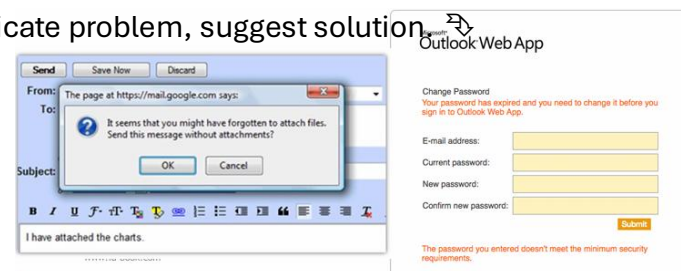 icate problem, suggest solution.
Send Save Now Discard
From:
To:
The page at https://mail.google.com says:
It seems that you might have forgotten to attach files.
Send this message without attachments?
OK Cancel
Subject:
B I U
I have attached the charts.
Microsoft®
Outlook Web App
Change Password
Your password has expired and you need to change it before you
sign in to Outlook Web App.
E-mail address:
Current password:
New password:
Confirm new password:
Submit
The password you entered doesn't meet the minimum security
requirements.